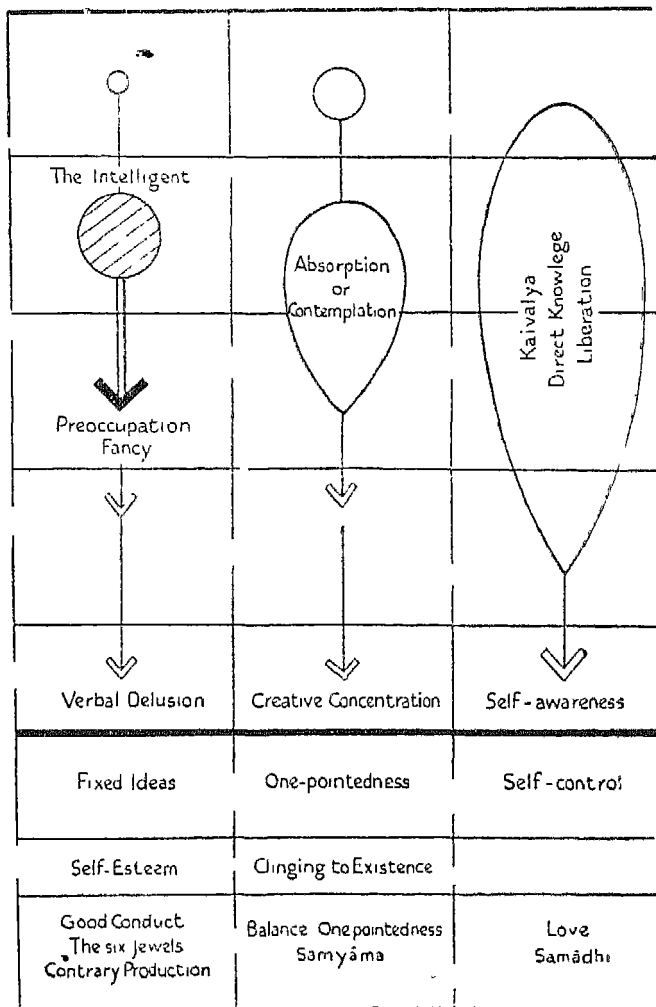 The Intelligent
Absorption
or
Contemplation
Kaivalya
Direct Knowlege
Liberation
Preoccupation
Fancy
Verbal Delusion
Creative Concentration
Self-awareness
Fixed Ideas
One-pointedness
Self-control
Self-Esteem
Clinging to Existence
Good Conduct
The six jewels
Contrary Production
Balance Onepointedness
Samyâma
Love
Samâdhi